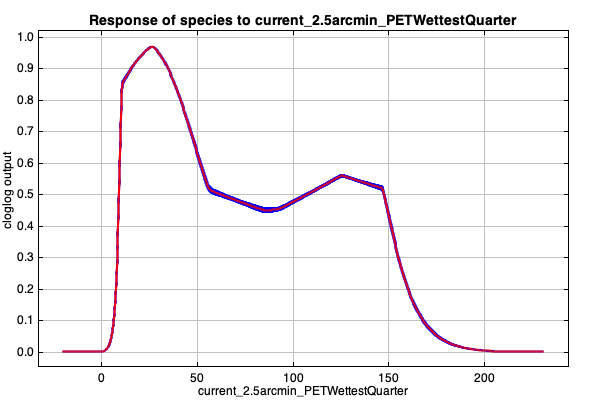 Response of species to current_2.5arcmin_PETWettestQuarter
1.0
0.9
0.8
0.7
0.6
0.5
0.4
0.3
0.2
0.1
0.0
cloglog output
0 50 100 150 200
current_2.5arcmin_PETWettestQuarter